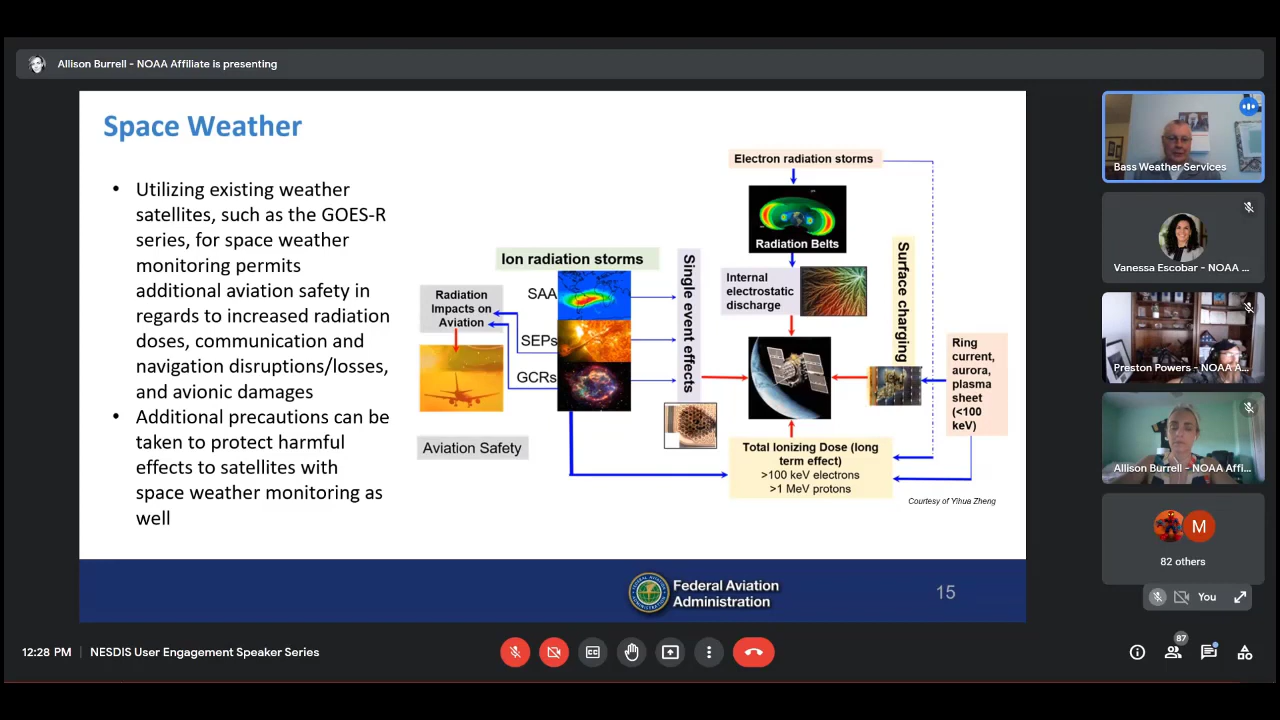 Allison Burrell - NOAA Affiliate is presenting
Space Weather
• Utilizing existing weather
satellites, such as the GOES-R
series, for space weather
monitoring permits
additional aviation safety in
regards to increased radiation
doses, communication and
navigation disruptions/losses,
and avionic damages
• Additional precautions can be
taken to protect harmful
effects to satellites with
space weather monitoring as
well
Electron radiation storms
Radiation Belts
Ion radiation storms
Radiation
Impacts on
Aviation
SAA
SEPs
GCRs
Aviation Safety
Single event effects
Internal
electrostatic
discharge
Surface charging
Ring
current,
aurora,
plasma
sheet
(<100
keV)
Total Ionizing Dose (long
term effect)
>100 keV electrons
>1 MeV protons
Courtesy of Yihua Zheng
Federal Aviation
Administration
15
Bass Weather Services
Vanessa Escobar - NOAA ...
Preston Powers - NOAA A...
Allison Burrell - NOAA Affi...
M
82 others
You
12:28 PM | NESDIS User Engagement Speaker Series
87